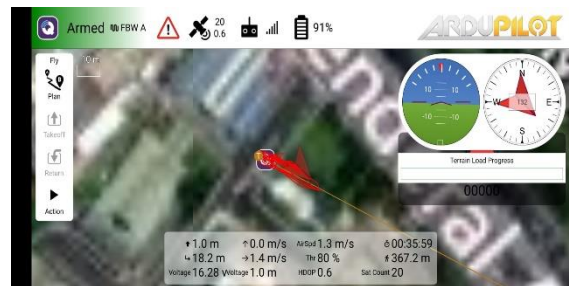 Armed FBW A 20 0.6 91% ARDUPILOT
Fly
Plan
Takeoff
Return
Action
0 m
10 10
-10 -10
N
W E
S
Terrain Load Progress
00000
1.0 m 0.0 m/s AirSpd 1.3 m/s 00:35.59
18.2 m 1.4 m/s Thr 80 % 367.2 m
Voltage 16.28 v Voltage 1.0 m HDOP 0.6 Sat Count 20